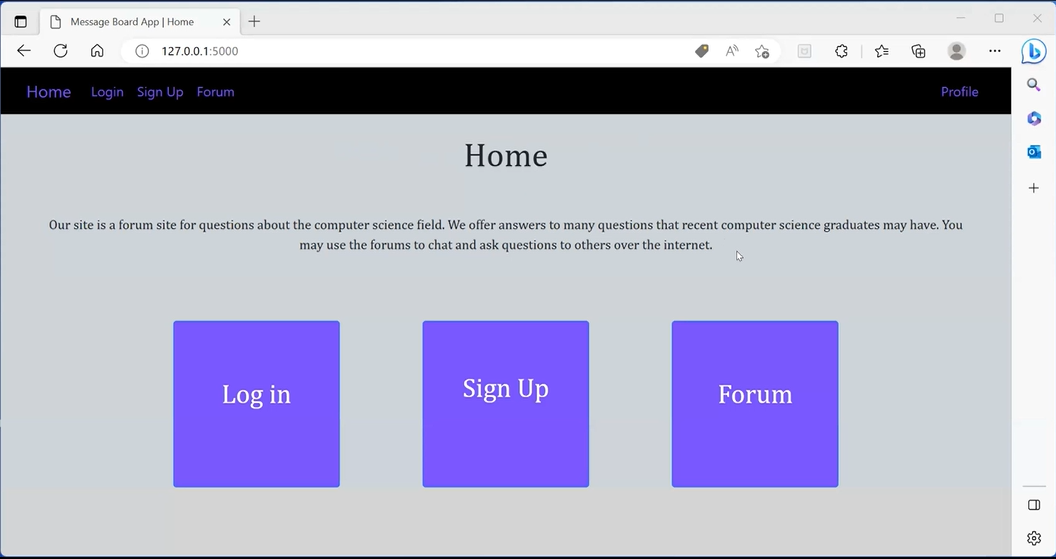 Message Board App | Home
127.0.0.1:5000
Home Login Sign Up Forum Profile
Home
Our site is a forum site for questions about the computer science field. We offer answers to many questions that recent computer science graduates may have. You
may use the forums to chat and ask questions to others over the internet.
Log in
Sign Up
Forum